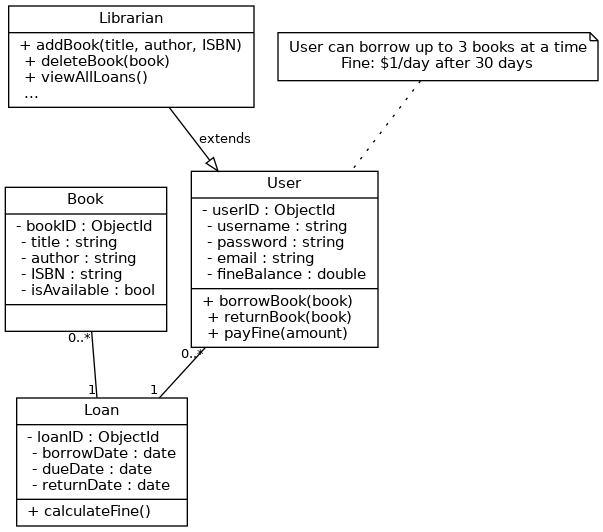 Librarian
+ addBook(title, author, ISBN)
+ deleteBook(book)
+ viewAllLoans()
...
User can borrow up to 3 books at a time
Fine: $1/day after 30 days
extends
User
- userID : ObjectId
- username : string
- password : string
- email : string
- fineBalance : double
+ borrowBook(book)
+ returnBook(book)
+ payFine(amount)
Book
- bookID : ObjectId
- title : string
- author : string
- ISBN : string
- isAvailable : bool
0..*
0..*
1
1
Loan
- loanID : ObjectId
- borrowDate : date
- dueDate : date
- returnDate : date
+ calculateFine()